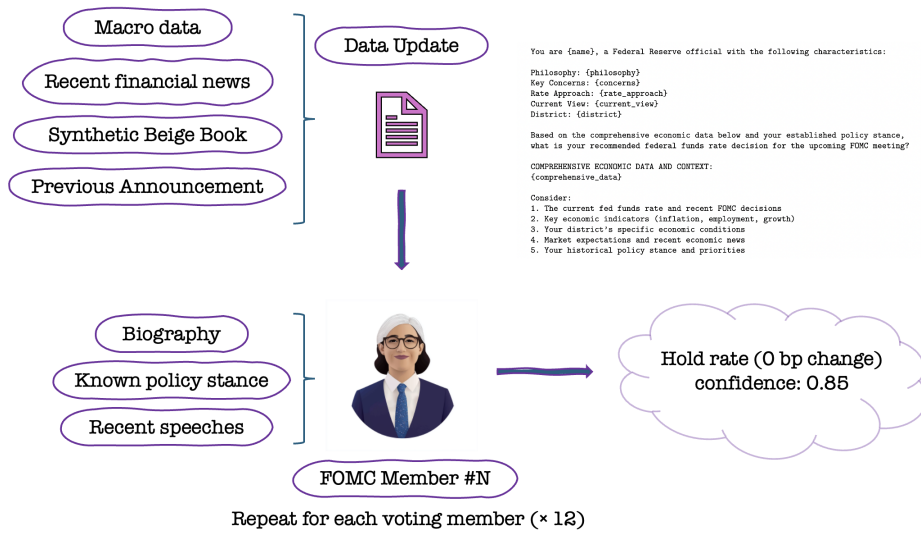 Macro data
Recent financial news
Synthetic Beige Book
Previous Announcement
Data Update
You are {name}, a Federal Reserve official with the following characteristics:
Philosophy: {philosophy}
Key Concerns: {concerns}
Rate Approach: {rate_approach}
Current View: {current_view}
District: {district}
Based on the comprehensive economic data below and your established policy stance,
what is your recommended federal funds rate decision for the upcoming FOMC meeting?
COMPREHENSIVE ECONOMIC DATA AND CONTEXT:
{comprehensive_data}
Consider:
1. The current fed funds rate and recent FOMC decisions
2. Key economic indicators (inflation, employment, growth)
3. Your district's specific economic conditions
4. Market expectations and recent economic news
5. Your historical policy stance and priorities
Biography
Known policy stance
Recent speeches
FOMC Member #N
Repeat for each voting member (× 12)
Hold rate (0 bp change)
confidence: 0.85